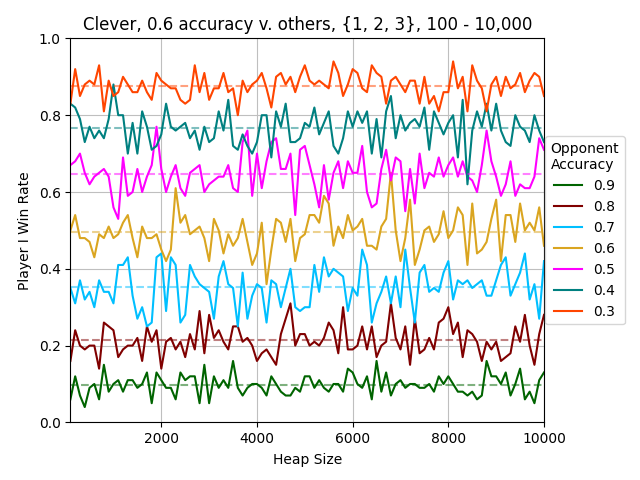 Clever, 0.6 accuracy v. others, {1, 2, 3}, 100 - 10,000
1.0
0.8
0.6
0.4
0.2
0.0
Player I Win Rate
2000 4000 6000 8000 10000
Heap Size
Opponent
Accuracy
0.9
0.8
0.7
0.6
0.5
0.4
0.3